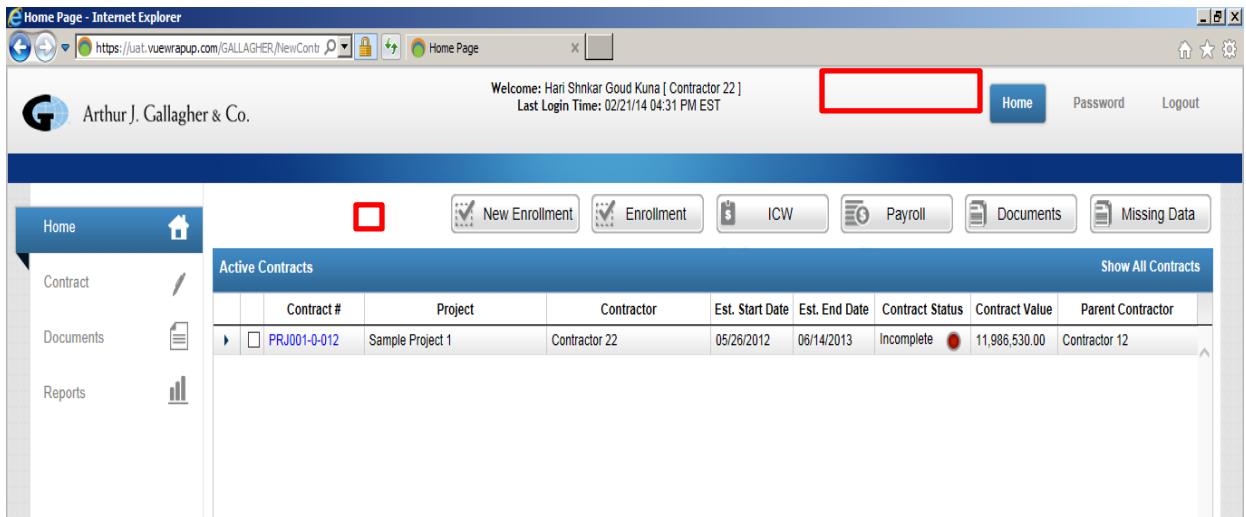 Home Page - Internet Explorer
https://uat.vuewrapup.com/GALLAGHER/NewContr
Home Page
Arthur J. Gallagher & Co.
Welcome: Hari Shnkar Goud Kuna [ Contractor 22 ]
Last Login Time: 02/21/14 04:31 PM EST
Home Password Logout
New Enrollment Enrollment ICW Payroll Documents Missing Data
Home
Contract
Documents
Reports
Active Contracts Show All Contracts
Contract # Project Contractor Est. Start Date Est. End Date Contract Status Contract Value Parent Contractor
PRJ001-0-012 Sample Project 1 Contractor 22 05/26/2012 06/14/2013 Incomplete 11,986,530.00 Contractor 12